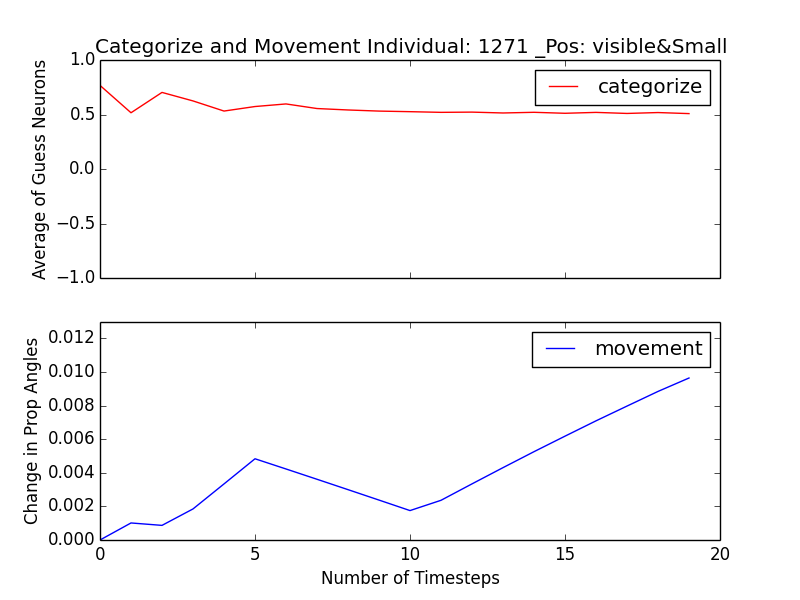 Categorize and Movement Individual: 1271 _Pos: visible&Small
1.0
0.5
0.0
−0.5
−1.0
Average of Guess Neurons
categorize
0.012
0.010
0.008
0.006
0.004
0.002
0.000
Change in Prop Angles
movement
0 5 10 15 20
Number of Timesteps